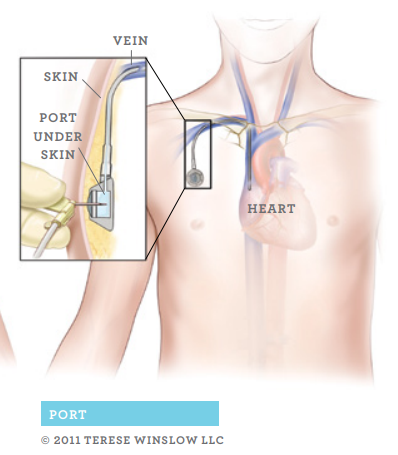 VEIN
SKIN
PORT
UNDER
SKIN
HEART
PORT
© 2011 TERESE WINSLOW LLC